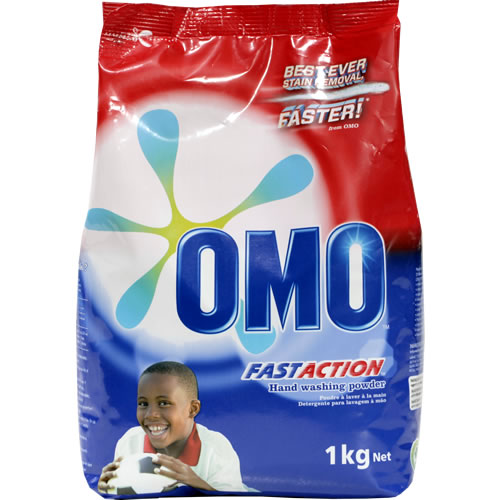 BEST EVER
STAIN REMOVAL
FASTER!
from OMO
OMO
TM
FASTACTION
Hand washing powder
Poudre à laver à la main
Detergente para lavagem à mão
1kg Net